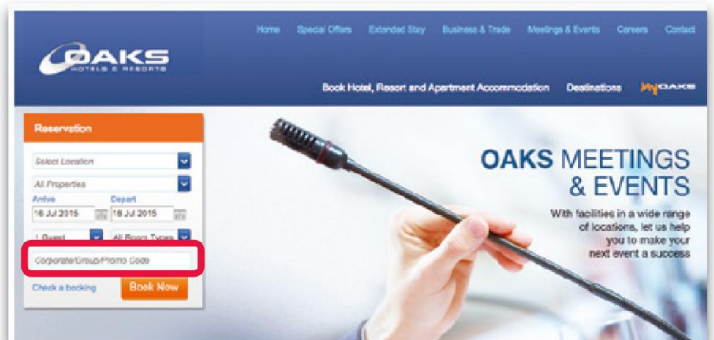 Home Special Offers Extended Stay Business & Trade Meetings & Events Careers Contact
OAKS
HOTELS & RESORTS
Book Hotel, Resort and Apartment Accommodation Destinations MyOAKS
Reservation
Select Location
All Properties
Arrive Depart
16 Jul 2015 18 Jul 2015
1 Guest All Room Types
Corporate/Group/Promo Code
Check a booking Book Now
OAKS MEETINGS
& EVENTS
With facilities in a wide range
of locations, let us help
you to make your
next event a success